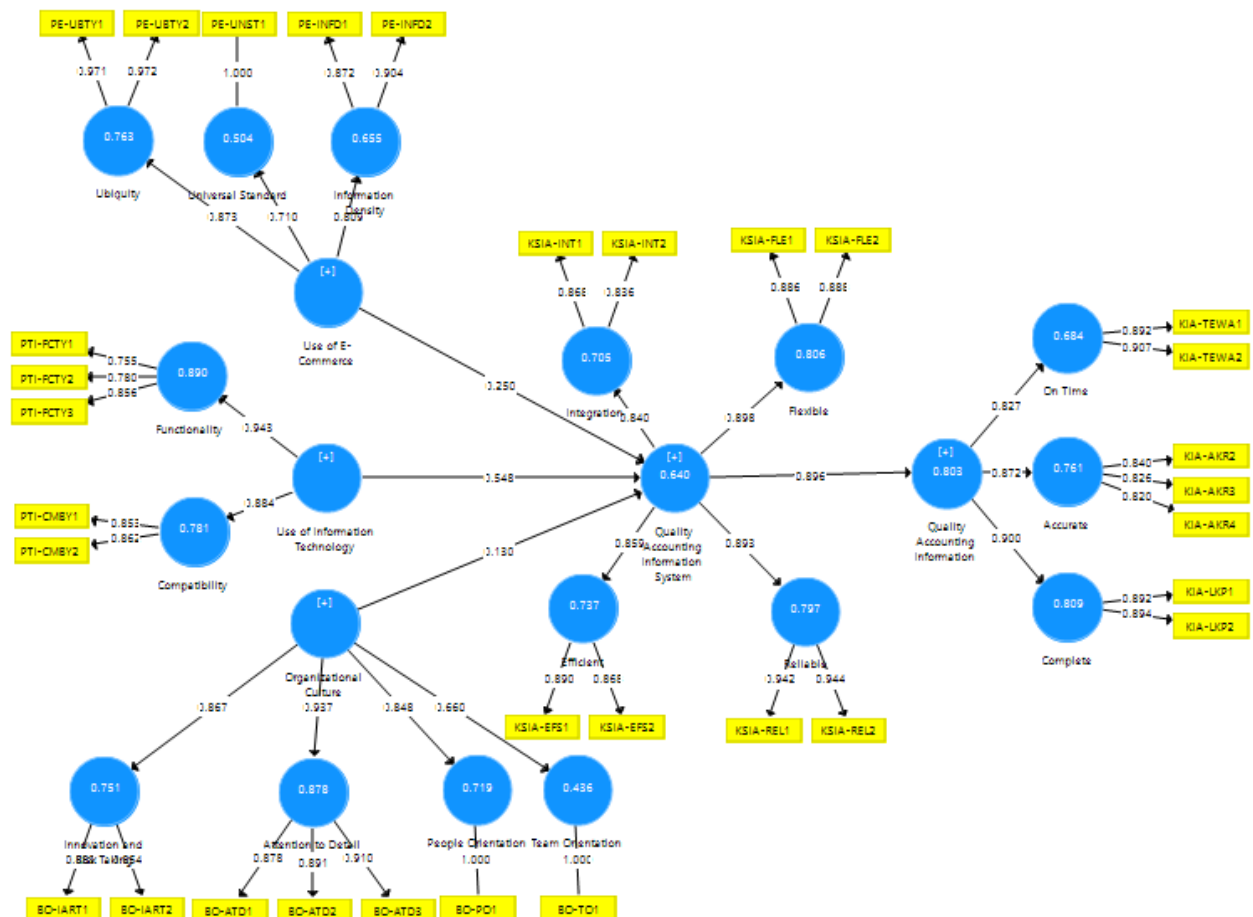 PE-UBTY1 PE-UBTY2 PE-UNST1 PE-INFD1 PE-INFD2
0.971 0.972 1.000 0.872 0.904
0.763 0.504 0.655
Ubiquity Universal Standard Information
Density
0.873 0.710 0.809
KSIA-INT1 KSIA-INT2 KSIA-FLE1 KSIA-FLE2
[+]
0.836 0.886
Use of E-
Commerce
KIA-TEWA1
0.892
0.684
KIA-TEWA2
0.907
PTI-FCTY1
0.755
0.705 0.806
PTI-FCTY2
0.780
0.890
0.250
On Time
PTI-FCTY3
0.856
Integration Flexible
0.827
Functionality
0.840 0.898
0.943
[+] [+] [+]
KIA-AKR2
0.840
0.548 0.640 0.896 0.803 0.872 0.761
KIA-AKR3
0.826
KIA-AKR4
0.820
PTI-CMBY1
0.884
0.781
PTI-CMBY2
Use of Information
Technology
Quality
Accounting
Information
System
Quality
Accounting
Information
Accurate
0.900
0.859 0.893
0.130
Compatibility
[+]
0.737 0.797
KIA-LKP1
0.892
0.809
KIA-LKP2
0.894
Efficient Reliable
Complete
Organizational
Culture
0.890 0.942 0.944
KSIA-EFS1 KSIA-EFS2 KSIA-REL1 KSIA-REL2
0.867 0.937 0.848 0.660
0.751 0.878 0.719 0.436
Innovation and
Risk Taking
Attention to Detail People Orientation Team Orientation
0.878 0.891 0.910 1.000 1.000
BO-IART1 BO-IART2 BO-ATD1 BO-ATD2 BO-ATD3 BO-PO1 BO-TO1